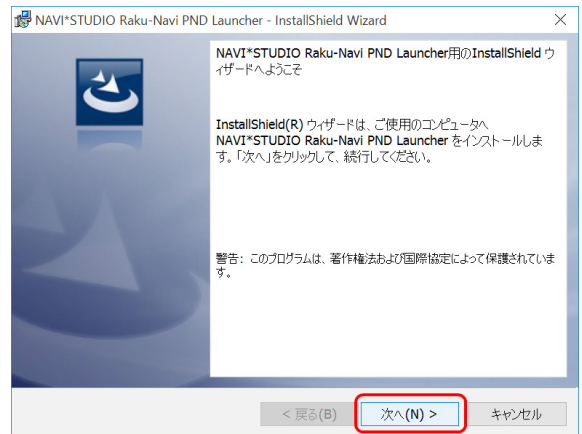 NAVI*STUDIO Raku-Navi PND Launcher - InstallShield Wizard
NAVI*STUDIO Raku-Navi PND Launcher用のInstallShield ウ
ィザードへようこそ
InstallShield(R) ウィザードは、ご使用のコンピュータへ
NAVI*STUDIO Raku-Navi PND Launcher をインストールしま
す。「次へ」をクリックして、続行してください。
警告: このプログラムは、著作権法および国際協定によって保護されていま
す。
< 戻る(B)
次へ(N) >
キャンセル